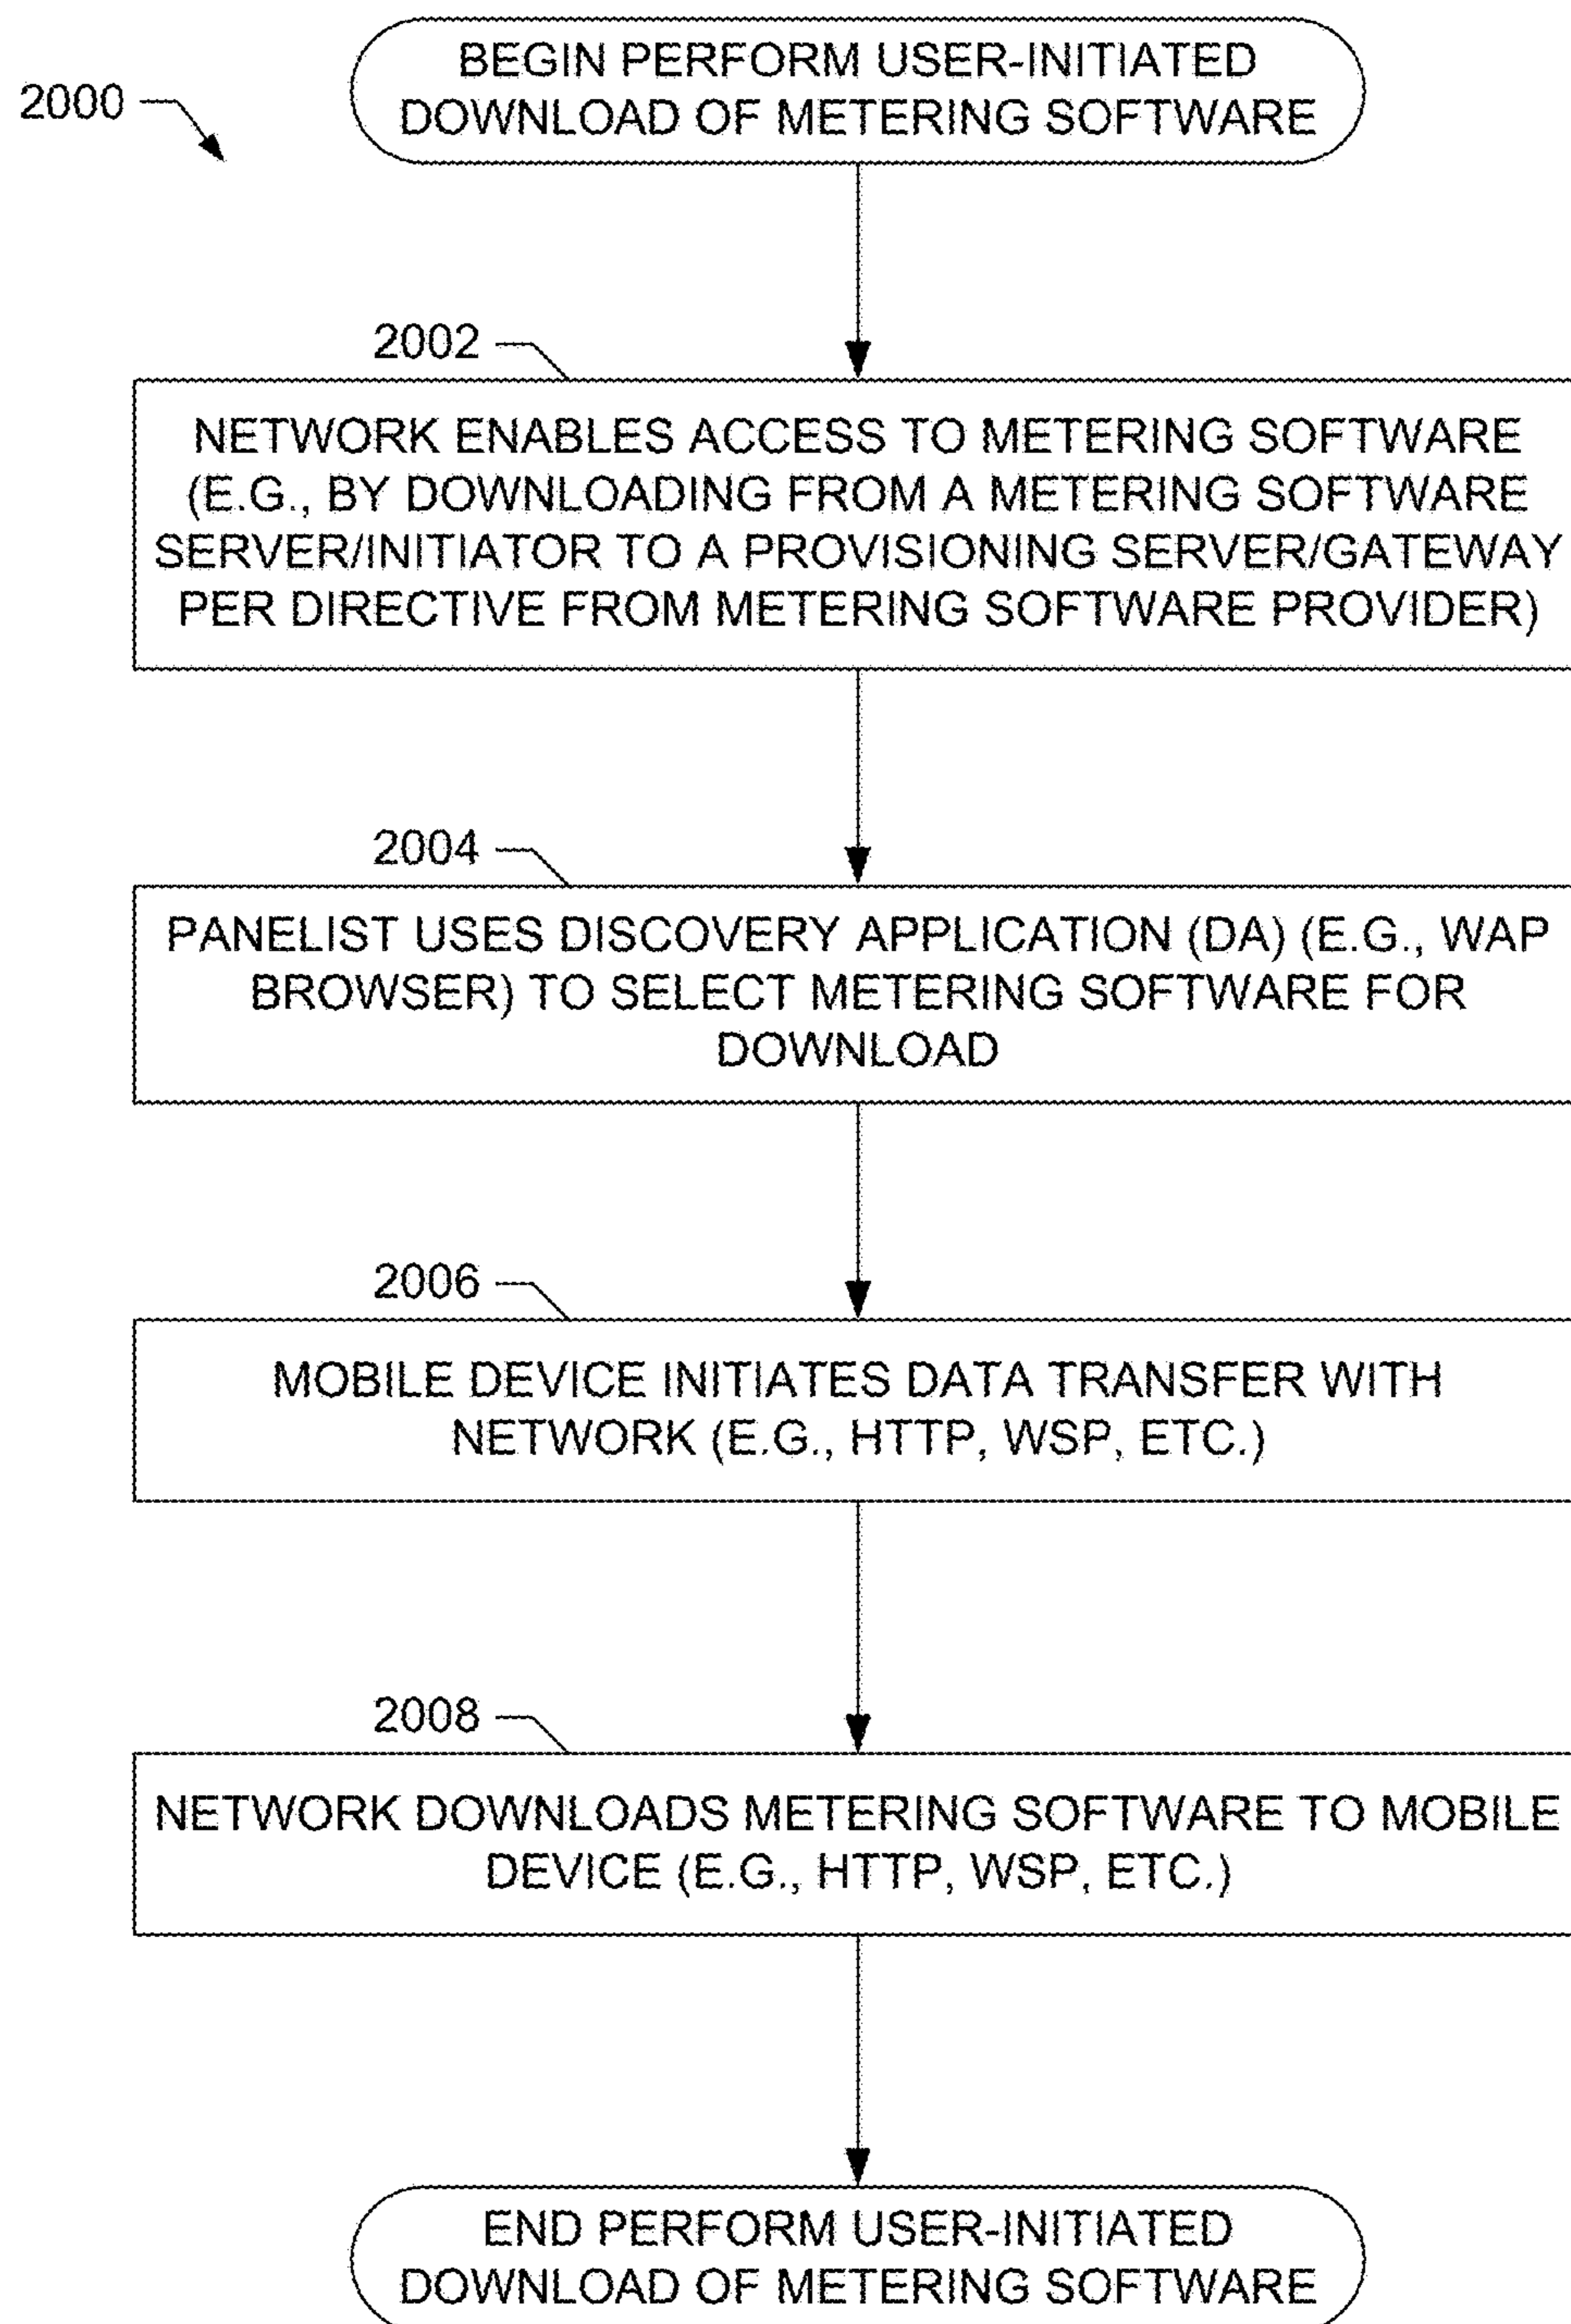 BEGIN PERFORM USER-INITIATED
DOWNLOAD OF METERING SOFTWARE
2000
2002
NETWORK ENABLES ACCESS TO METERING SOFTWARE
(E.G., BY DOWNLOADING FROM A METERING SOFTWARE
SERVER/INITIATOR TO A PROVISIONING SERVER/GATEWAY
PER DIRECTIVE FROM METERING SOFTWARE PROVIDER)
2004
PANELIST USES DISCOVERY APPLICATION (DA) (E.G., WAP
BROWSER) TO SELECT METERING SOFTWARE FOR
DOWNLOAD
2006
MOBILE DEVICE INITIATES DATA TRANSFER WITH
NETWORK (E.G., HTTP, WSP, ETC.)
2008
NETWORK DOWNLOADS METERING SOFTWARE TO MOBILE
DEVICE (E.G., HTTP, WSP, ETC.)
END PERFORM USER-INITIATED
DOWNLOAD OF METERING SOFTWARE